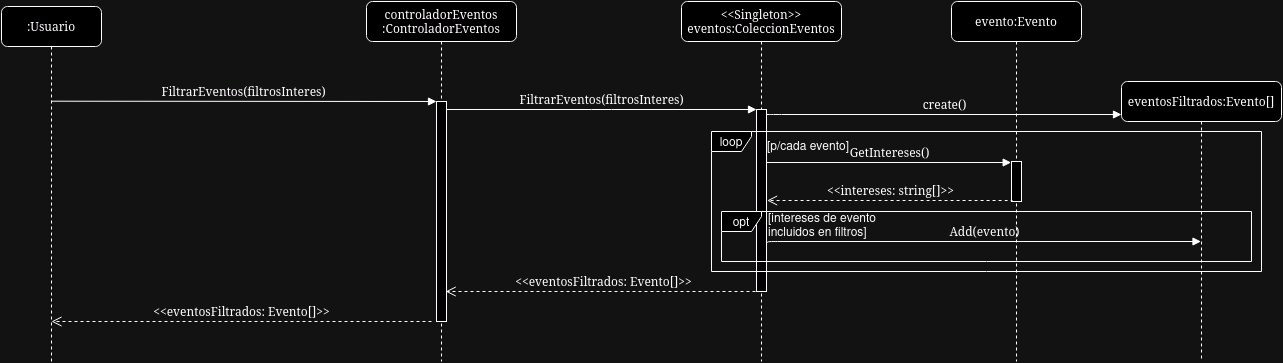 :Usuario
controladorEventos
:ControladorEventos
<<Singleton>>
eventos:ColeccionEventos
evento:Evento
eventosFiltrados:Evento[]
FiltrarEventos(filtrosInteres)
FiltrarEventos(filtrosInteres)
create()
loop
[p/cada evento]
GetIntereses()
<<intereses: string[]>>
opt
[intereses de evento
incluidos en filtros]
Add(evento)
<<eventosFiltrados: Evento[]>>
<<eventosFiltrados: Evento[]>>